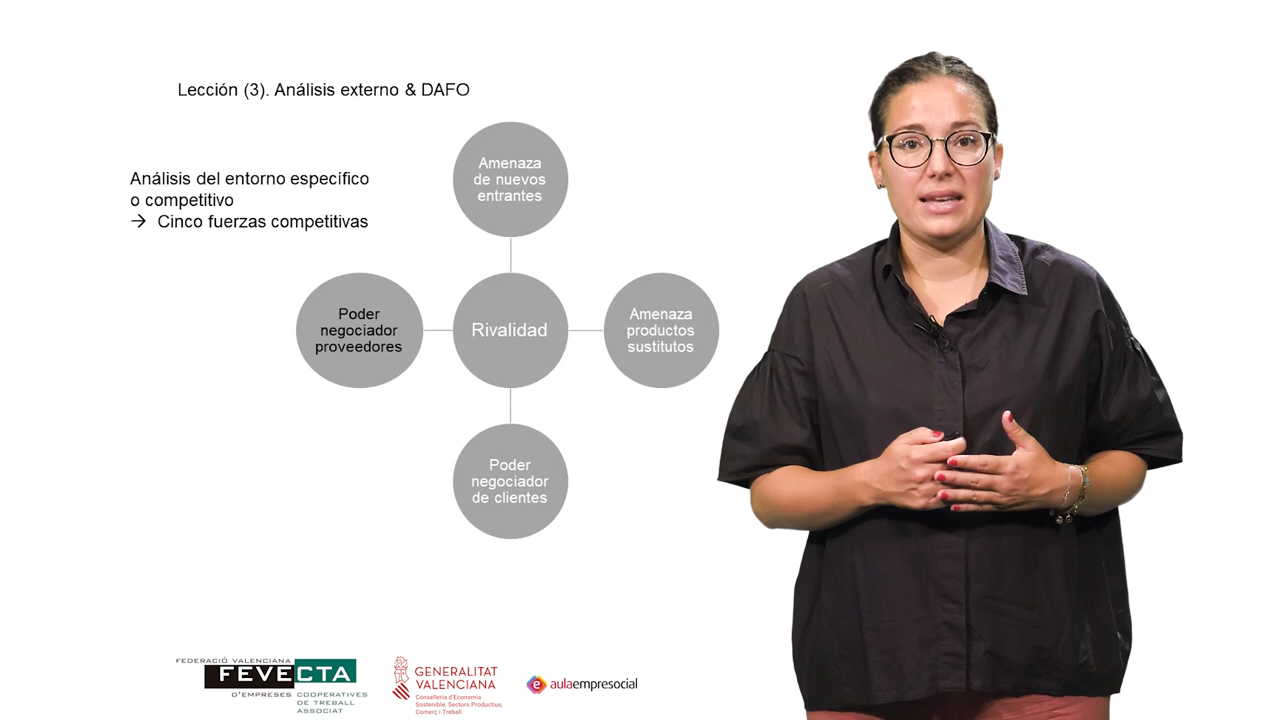 Lección (3). Análisis externo & DAFO
Análisis del entorno específico
o competitivo
→ Cinco fuerzas competitivas
Amenaza
de nuevos
entrantes
Poder
negociador
proveedores
Rivalidad
Amenaza
productos
sustitutos
Poder
negociador
de clientes
FEDERACIÓ VALENCIANA
FEVECTA
D'EMPRESES COOPERATIVES
DE TREBALL
ASSOCIAT
GENERALITAT
VALENCIANA
Conselleria d'Economia
Sostenible, Sectors Productius,
Comerç i Treball
e aulaempresocial